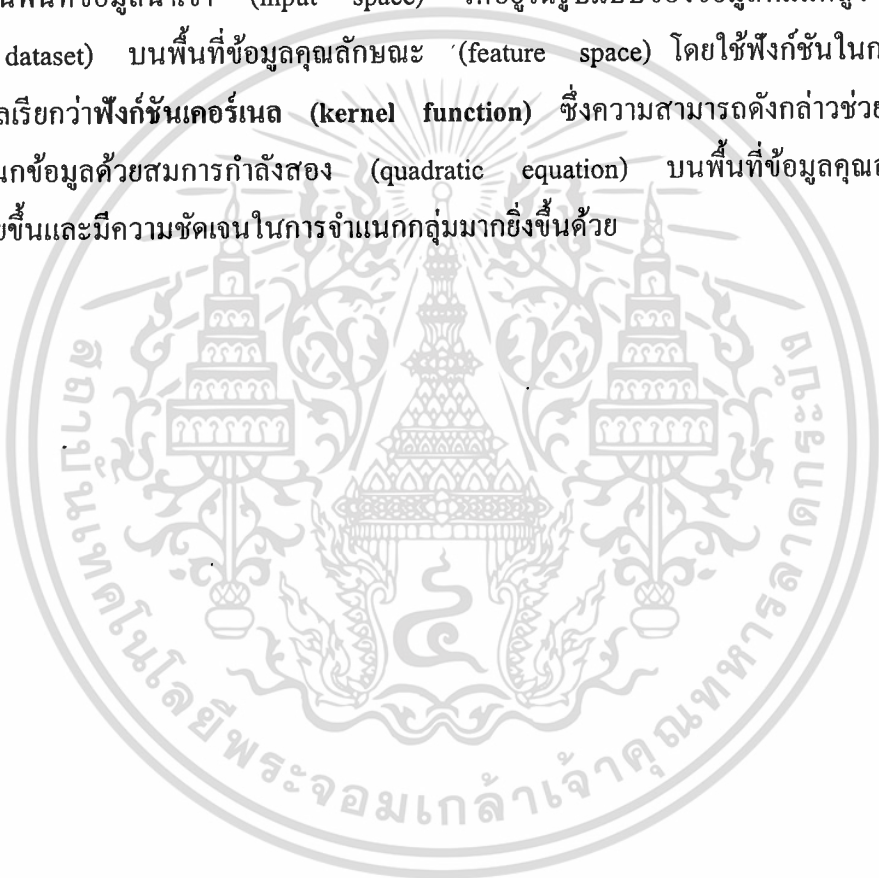 (input space)
dataset) บนพื้นที่ข้อมูลคุณลักษณะ (feature space) โดยใช้ฟังก์ชันในก
ลเรียกว่าฟังก์ชันเคอร์เนล (kernel function) ซึ่งความสามารถดังกล่าวช่วย
นกข้อมูลด้วยสมการกำลังสอง (quadratic equation) บนพื้นที่ข้อมูลคุณล
ยขึ้นและมีความชัดเจนในการจำแนกกลุ่มมากยิ่งขึ้นด้วย
สถาบันเทคโนโลยีพระจอมเกล้าเจ้าคุณทหารลาดกระบัง